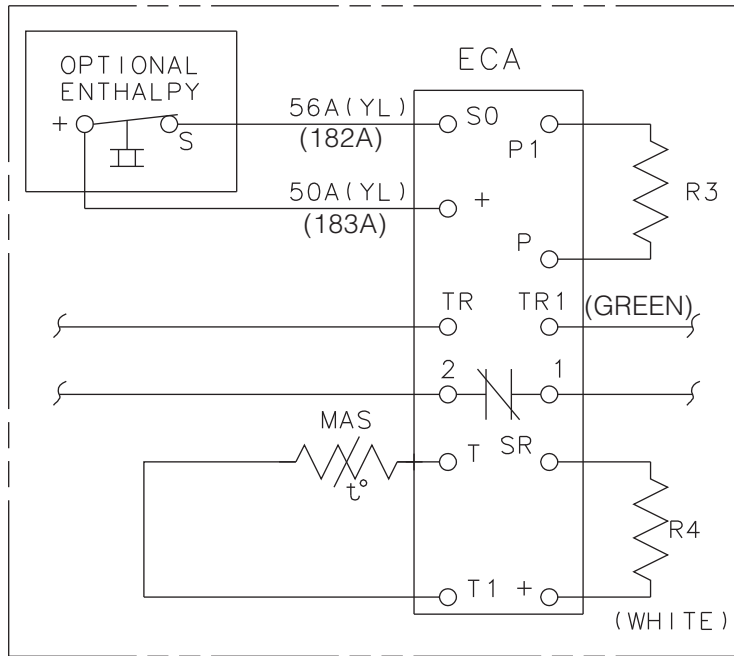 OPTIONAL
ENTHALPY
+
S
ECA
56A(YL)
(182A)
SO
P1
50A(YL)
(183A)
+
P
R3
TR
TR1
(GREEN)
2
1
MAS
t°
T
SR
R4
T1
+
(WHITE)